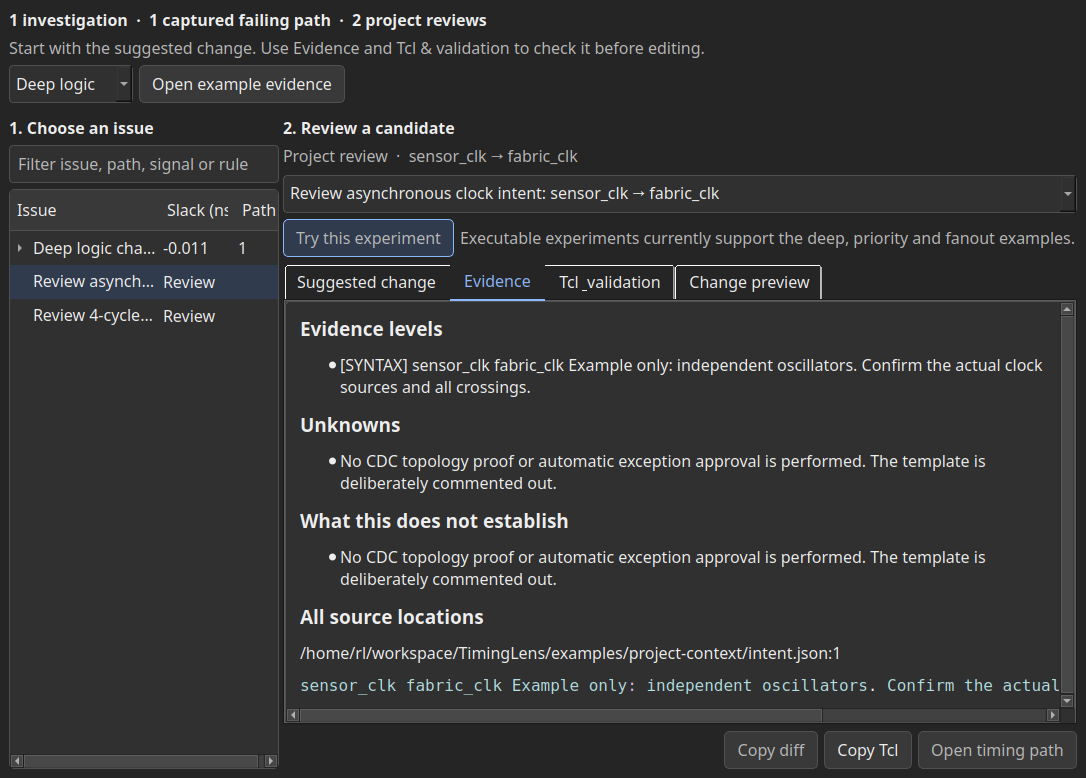 1 investigation · 1 captured failing path · 2 project reviews
Start with the suggested change. Use Evidence and Tcl & validation to check it before editing.
Deep logic
Open example evidence
1. Choose an issue
Filter issue, path, signal or rule
Issue Slack (ns Path
Deep logic cha... -0.011 1
Review asynch... Review
Review 4-cycle... Review
2. Review a candidate
Project review · sensor_clk → fabric_clk
Review asynchronous clock intent: sensor_clk → fabric_clk
Try this experiment Executable experiments currently support the deep, priority and fanout examples.
Suggested change Evidence Tcl _validation Change preview
Evidence levels
[SYNTAX] sensor_clk fabric_clk Example only: independent oscillators. Confirm the actual clock
sources and all crossings.
Unknowns
No CDC topology proof or automatic exception approval is performed. The template is
deliberately commented out.
What this does not establish
No CDC topology proof or automatic exception approval is performed. The template is
deliberately commented out.
All source locations
/home/rl/workspace/TimingLens/examples/project-context/intent.json:1
sensor_clk fabric_clk Example only: independent oscillators. Confirm the actual
Copy diff Copy Tcl Open timing path